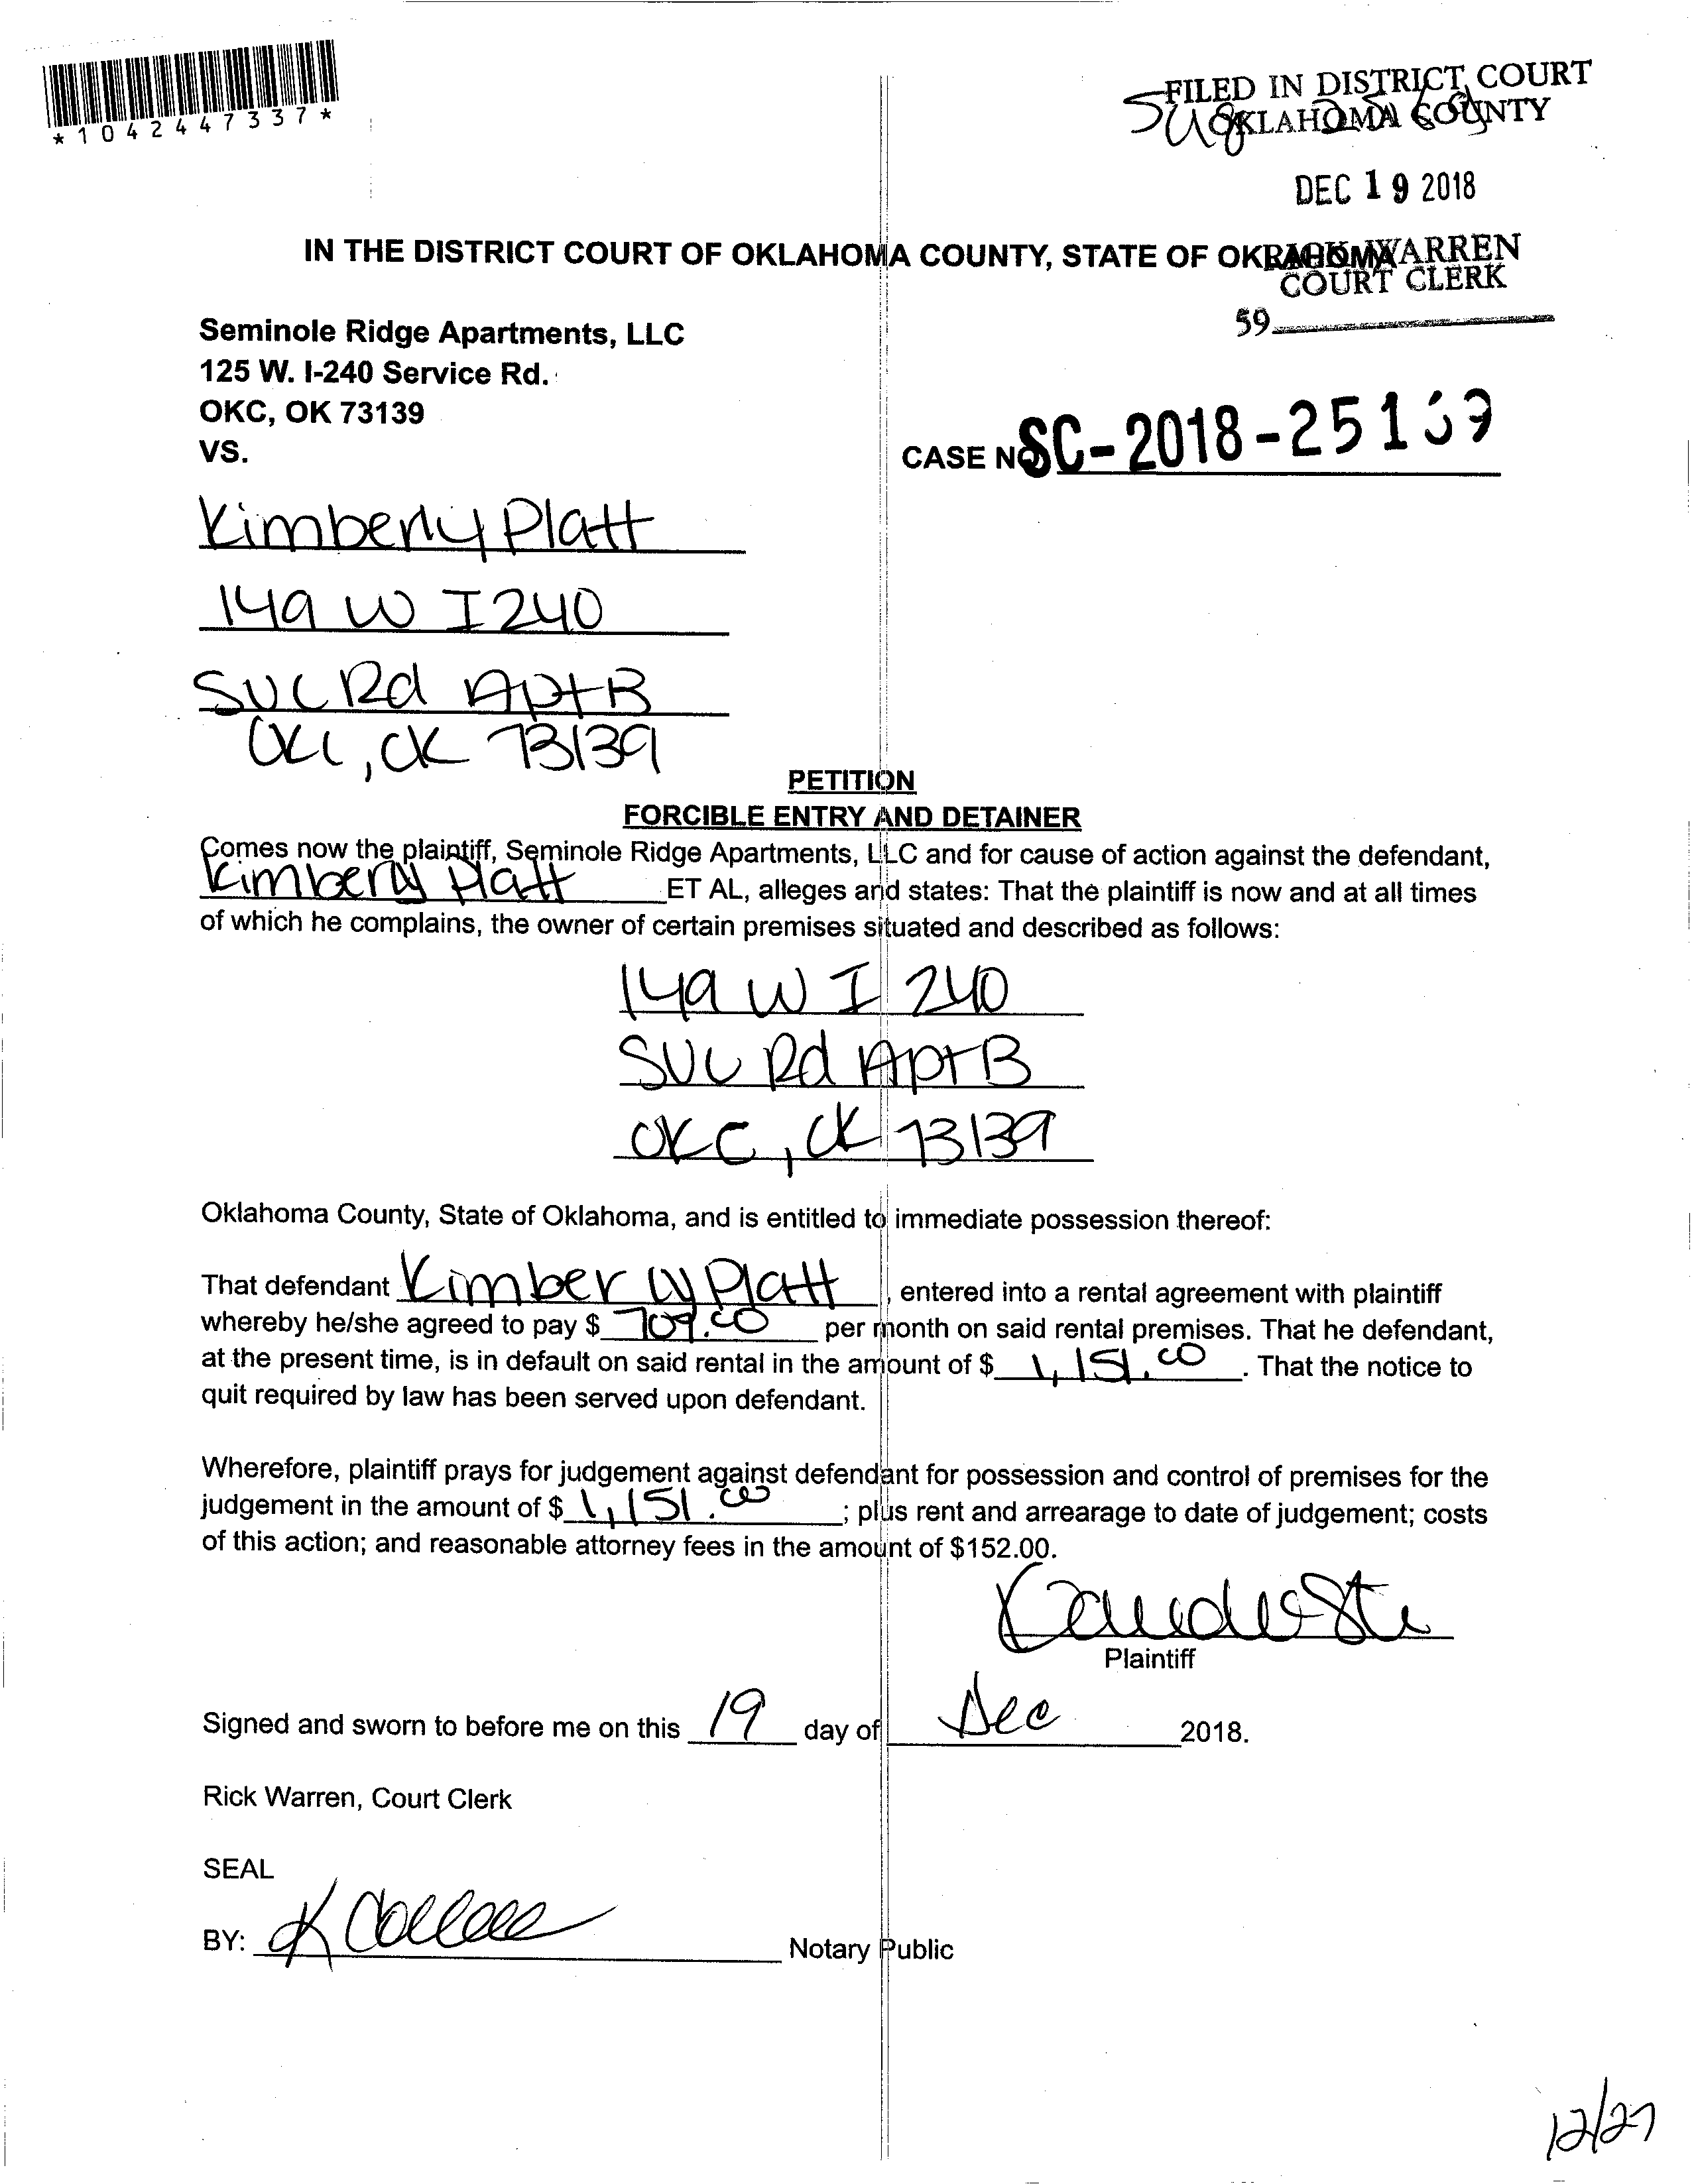 *1042447337*
FILED IN DISTRICT COURT
OKLAHOMA COUNTY
DEC 19 2018
IN THE DISTRICT COURT OF OKLAHOMA COUNTY, STATE OF OKLAHOMA
RICK WARREN
COURT CLERK
59
Seminole Ridge Apartments, LLC
125 W. I-240 Service Rd.
OKC, OK 73139
VS.
CASE NO SC-2018-251
Kimberly Platt
149 W I240
SVC Rd Apt B
OKC, OK 73139
PETITION
FORCIBLE ENTRY AND DETAINER
Comes now the plaintiff, Seminole Ridge Apartments, LLC and for cause of action against the defendant,
Kimberly Platt ET AL, alleges and states: That the plaintiff is now and at all times
of which he complains, the owner of certain premises situated and described as follows:
149 W I 240
SVC Rd Apt B
OKC, OK 73139
Oklahoma County, State of Oklahoma, and is entitled to immediate possession thereof:
That defendant Kimberly Platt, entered into a rental agreement with plaintiff
whereby he/she agreed to pay $ 709.00 per month on said rental premises. That he defendant,
at the present time, is in default on said rental in the amount of $ 1,151.00. That the notice to
quit required by law has been served upon defendant.
Wherefore, plaintiff prays for judgement against defendant for possession and control of premises for the
judgement in the amount of $ 1,151.00; plus rent and arrearage to date of judgement; costs
of this action; and reasonable attorney fees in the amount of $152.00.
Plaintiff
Signed and sworn to before me on this 19 day of Dec 2018.
Rick Warren, Court Clerk
SEAL
BY: Notary Public
12/27